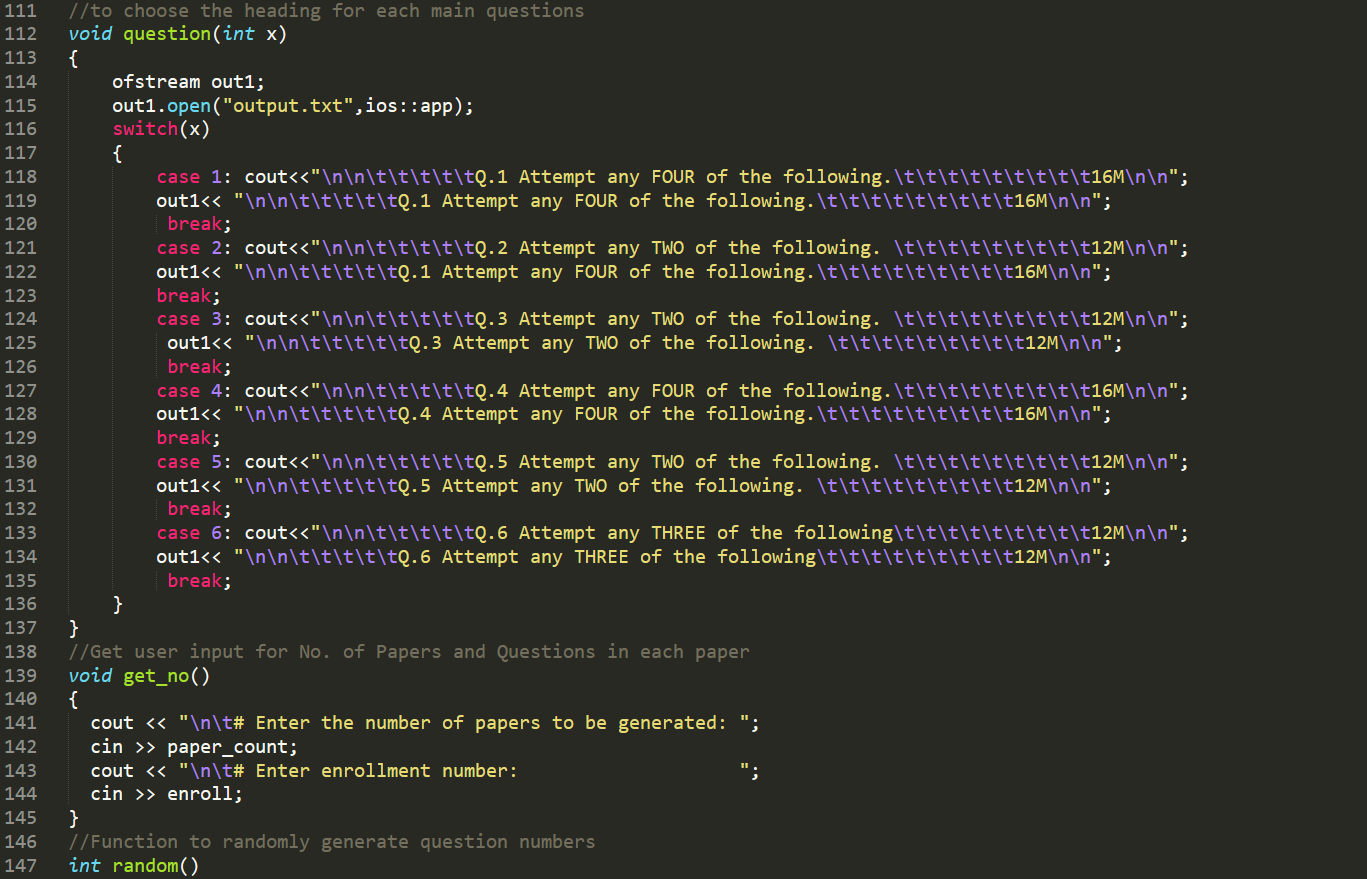 111 //to choose the heading for each main questions
112 void question(int x)
113 {
114     ofstream out1;
115     out1.open("output.txt",ios::app);
116     switch(x)
117     {
118         case 1: cout<<"\n\n\t\t\t\t\tQ.1 Attempt any FOUR of the following.\t\t\t\t\t\t\t\t\t16M\n\n";
119         out1<< "\n\n\t\t\t\t\tQ.1 Attempt any FOUR of the following.\t\t\t\t\t\t\t\t\t16M\n\n";
120          break;
121         case 2: cout<<"\n\n\t\t\t\t\tQ.2 Attempt any TWO of the following. \t\t\t\t\t\t\t\t\t12M\n\n";
122         out1<< "\n\n\t\t\t\t\tQ.1 Attempt any FOUR of the following.\t\t\t\t\t\t\t\t\t16M\n\n";
123         break;
124         case 3: cout<<"\n\n\t\t\t\t\tQ.3 Attempt any TWO of the following. \t\t\t\t\t\t\t\t\t12M\n\n";
125          out1<< "\n\n\t\t\t\t\tQ.3 Attempt any TWO of the following. \t\t\t\t\t\t\t\t\t12M\n\n";
126          break;
127         case 4: cout<<"\n\n\t\t\t\t\tQ.4 Attempt any FOUR of the following.\t\t\t\t\t\t\t\t\t16M\n\n";
128         out1<< "\n\n\t\t\t\t\tQ.4 Attempt any FOUR of the following.\t\t\t\t\t\t\t\t\t16M\n\n";
129         break;
130         case 5: cout<<"\n\n\t\t\t\t\tQ.5 Attempt any TWO of the following. \t\t\t\t\t\t\t\t\t12M\n\n";
131         out1<< "\n\n\t\t\t\t\tQ.5 Attempt any TWO of the following. \t\t\t\t\t\t\t\t\t12M\n\n";
132          break;
133         case 6: cout<<"\n\n\t\t\t\t\tQ.6 Attempt any THREE of the following\t\t\t\t\t\t\t\t\t12M\n\n";
134         out1<< "\n\n\t\t\t\t\tQ.6 Attempt any THREE of the following\t\t\t\t\t\t\t\t\t12M\n\n";
135          break;
136     }
137 }
138 //Get user input for No. of Papers and Questions in each paper
139 void get_no()
140 {
141   cout << "\n\t# Enter the number of papers to be generated: ";
142   cin >> paper_count;
143   cout << "\n\t# Enter enrollment number:                    ";
144   cin >> enroll;
145 }
146 //Function to randomly generate question numbers
147 int random()